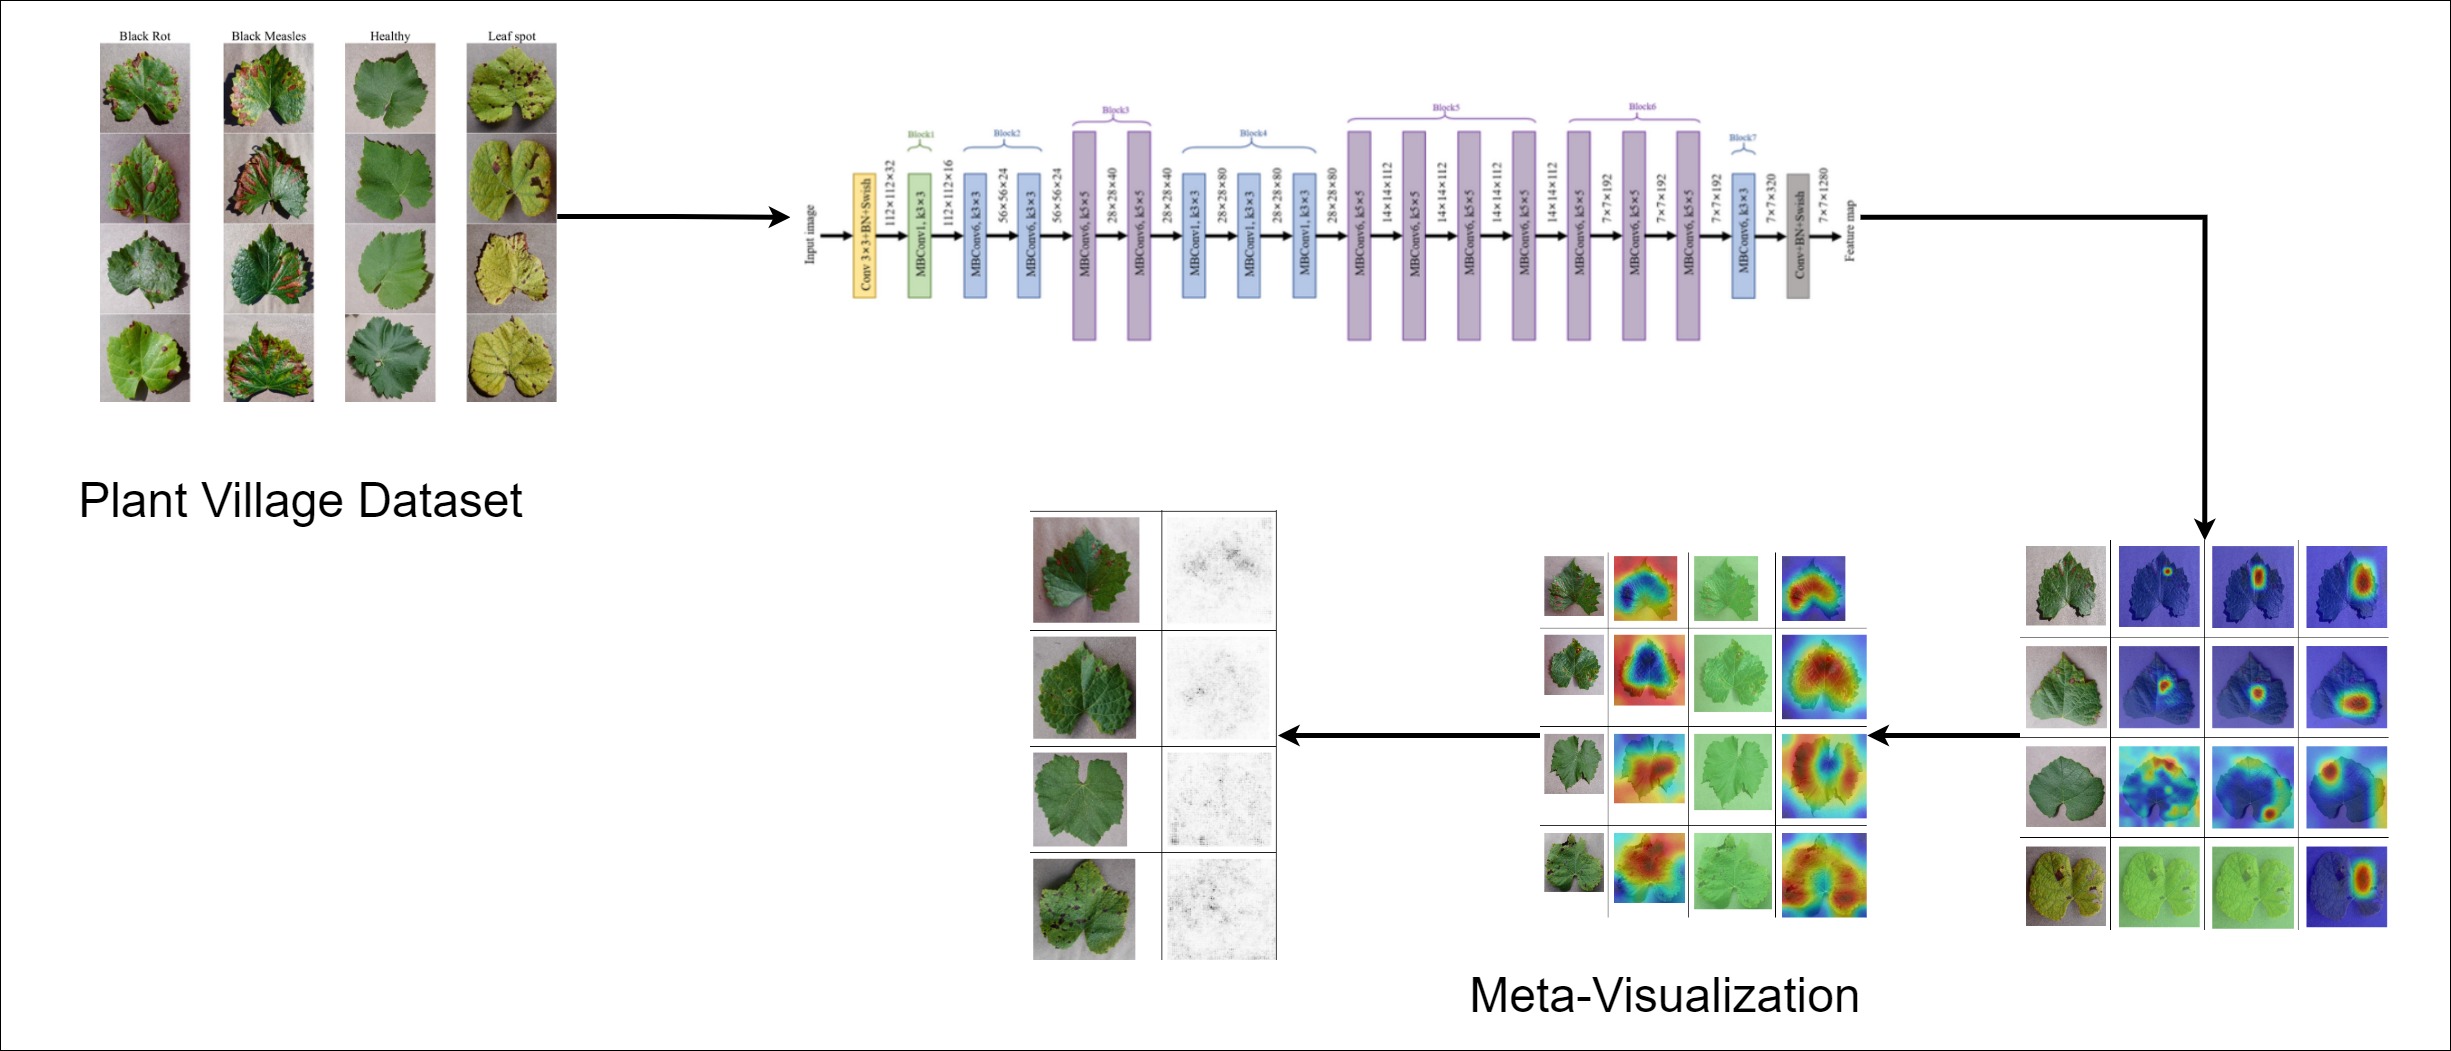 Black Rot
Black Measles
Healthy
Leaf spot
Plant Village Dataset
Block1
Block2
Block3
Block4
Block5
Block6
Block7
Input image
Conv 3×3+BN+Swish
112×112×32
MBConv1, k3×3
112×112×16
MBConv6, k3×3
56×56×24
MBConv6, k3×3
56×56×24
MBConv6, k5×5
28×28×40
MBConv6, k5×5
28×28×40
MBConv1, k3×3
28×28×80
MBConv1, k3×3
28×28×80
MBConv1, k3×3
28×28×80
MBConv6, k5×5
14×14×112
MBConv6, k5×5
14×14×112
MBConv6, k5×5
14×14×112
MBConv6, k5×5
14×14×112
MBConv6, k5×5
7×7×192
MBConv6, k5×5
7×7×192
MBConv6, k5×5
7×7×192
MBConv6, k3×3
7×7×320
Conv+BN+Swish
7×7×1280
Feature map
Meta-Visualization